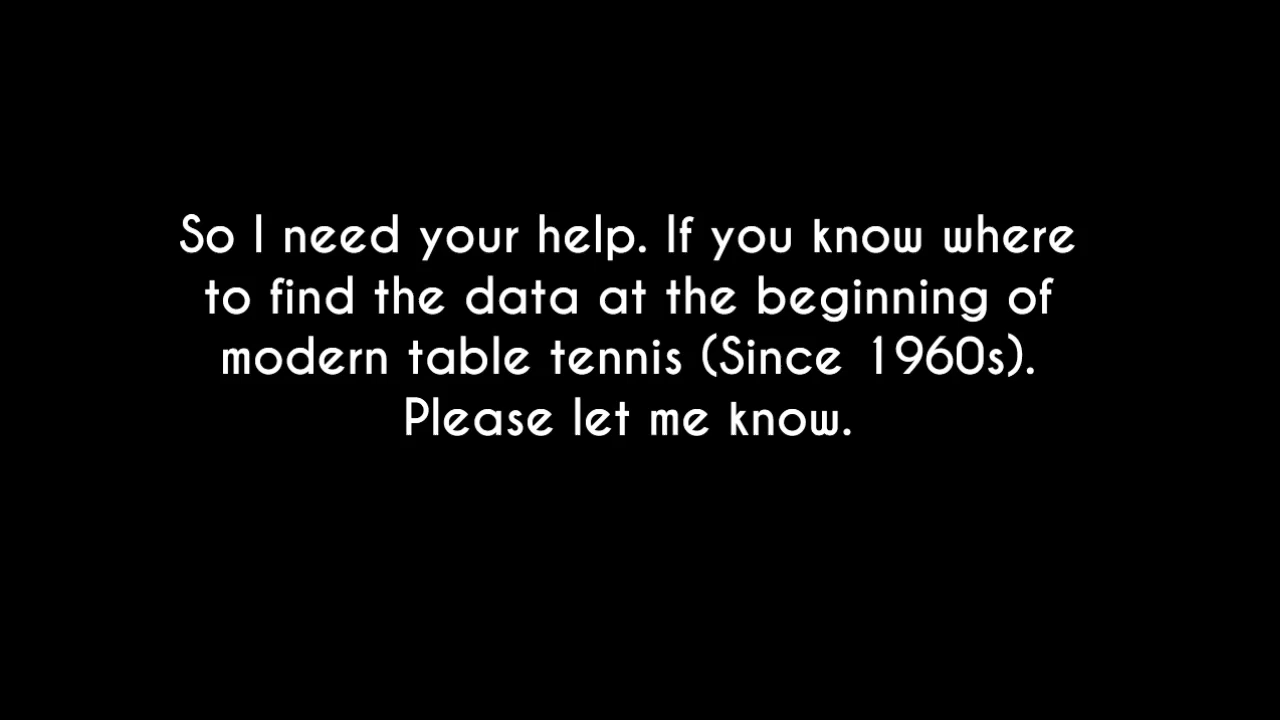 So I need your help. If you know where
to find the data at the beginning of
modern table tennis (Since 1960s).
Please let me know.